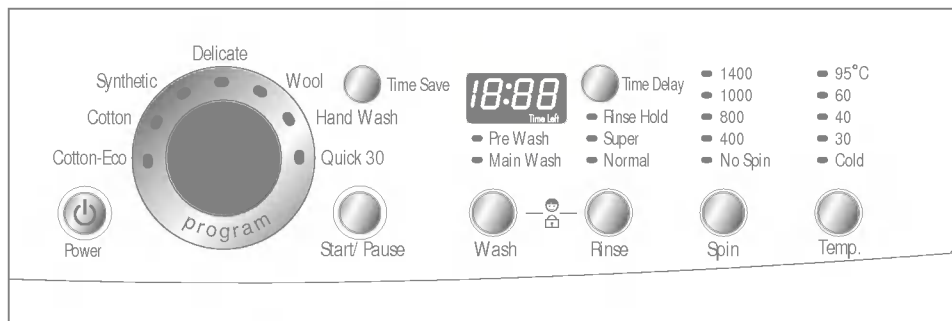 Delicate
Synthetic
Wool
Cotton
Hand Wash
Cotton-Eco
Quick 30
program
Power
Time Save
Start/ Pause
18:88
Time Left
Pre Wash
Main Wash
Wash
Time Delay
Rinse Hold
Super
Normal
Rinse
1400
1000
800
400
No Spin
Spin
95°C
60
40
30
Cold
Temp.